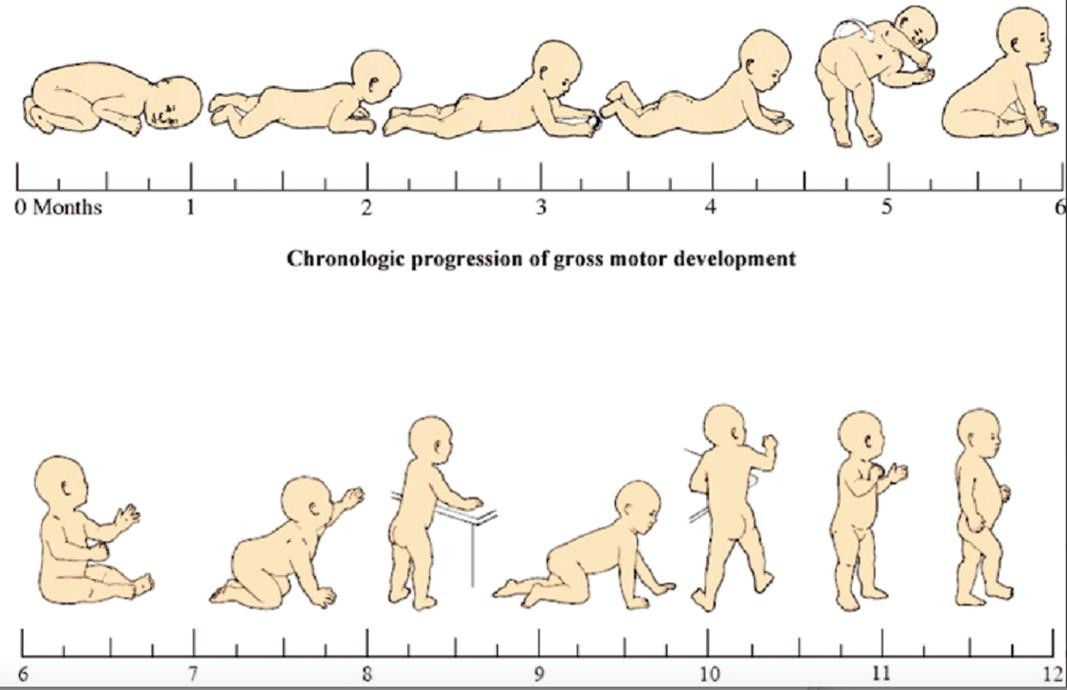 0 Months 1 2 3 4 5 6
Chronologic progression of gross motor development
6 7 8 9 10 11 12